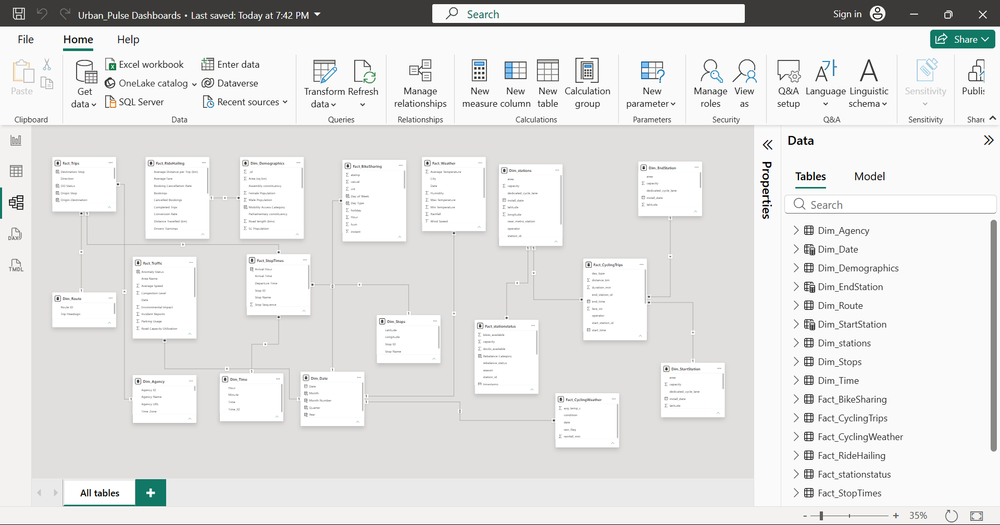 Urban_Pulse Dashboards • Last saved: Today at 7:42 PM
Search
Sign in
File
Home
Help
Share
Paste
Clipboard
Get data
Excel workbook
OneLake catalog
SQL Server
Enter data
Dataverse
Recent sources
Data
Transform data
Refresh
Queries
Manage relationships
Relationships
New measure
New column
New table
Calculation group
Calculations
New parameter
Parameters
Manage roles
View as
Security
Q&A setup
Language
Linguistic schema
Q&A
Sensitivity
Sensitivity
Publis
Share
DAX
TMDL
Fact_Trips
Destination Stop
Direction
OD Status
Origin Stop
Origin-Destination
Fact_RideHailing
Average Distance per Trip (km)
Average Fare
Booking Cancellation Rate
Bookings
Cancelled Bookings
Completed Trips
Conversion Rate
Distance Travelled (km)
Drivers' Earnings
Dim_Demographics
_id
Area (sq km)
Assembly constituency
Female Population
Male Population
Mobility Access Category
Parliamentary constituency
Road length (kms)
SC Population
Fact_BikeSharing
atemp
casual
cnt
Day of Week
Day Type
holiday
Hour
hum
instant
Fact_Weather
Average Temperature
City
Date
Humidity
Max Temperature
Min Temperature
Rainfall
Wind Speed
Dim_stations
area
capacity
dedicated_cycle_lane
install_date
latitude
longitude
near_metro_station
operator
station_id
Dim_EndStation
area
capacity
dedicated_cycle_lane
install_date
latitude
Fact_Traffic
Anomaly Status
Area Name
Average Speed
Congestion Level
Date
Environmental Impact
Incident Reports
Parking Usage
Road Capacity Utilization
Fact_StopTimes
Arrival Hour
Arrival Time
Departure Time
Stop ID
Stop Name
Stop Sequence
Fact_CyclingTrips
day_type
distance_km
duration_min
end_station_id
end_time
fare_inr
operator
start_station_id
start_time
Dim_Route
Route ID
Trip Headsign
Dim_Stops
Latitude
Longitude
Stop ID
Stop Name
Fact_stationstatus
bikes_available
capacity
docks_available
Rebalance Category
rebalance_status
season
station_id
timestamp
Dim_StartStation
area
capacity
dedicated_cycle_lane
install_date
latitude
Dim_Agency
Agency ID
Agency Name
Agency URL
Time Zone
Dim_Time
Hour
Minute
Time
Time_ID
Dim_Date
Date
Month
Month Number
Quarter
Year
Fact_CyclingWeather
avg_temp_c
condition
date
rain_flag
rainfall_mm
Properties
Data
Tables
Model
Search
Dim_Agency
Dim_Date
Dim_Demographics
Dim_EndStation
Dim_Route
Dim_StartStation
Dim_stations
Dim_Stops
Dim_Time
Fact_BikeSharing
Fact_CyclingTrips
Fact_CyclingWeather
Fact_RideHailing
Fact_stationstatus
Fact_StopTimes
All tables
35%